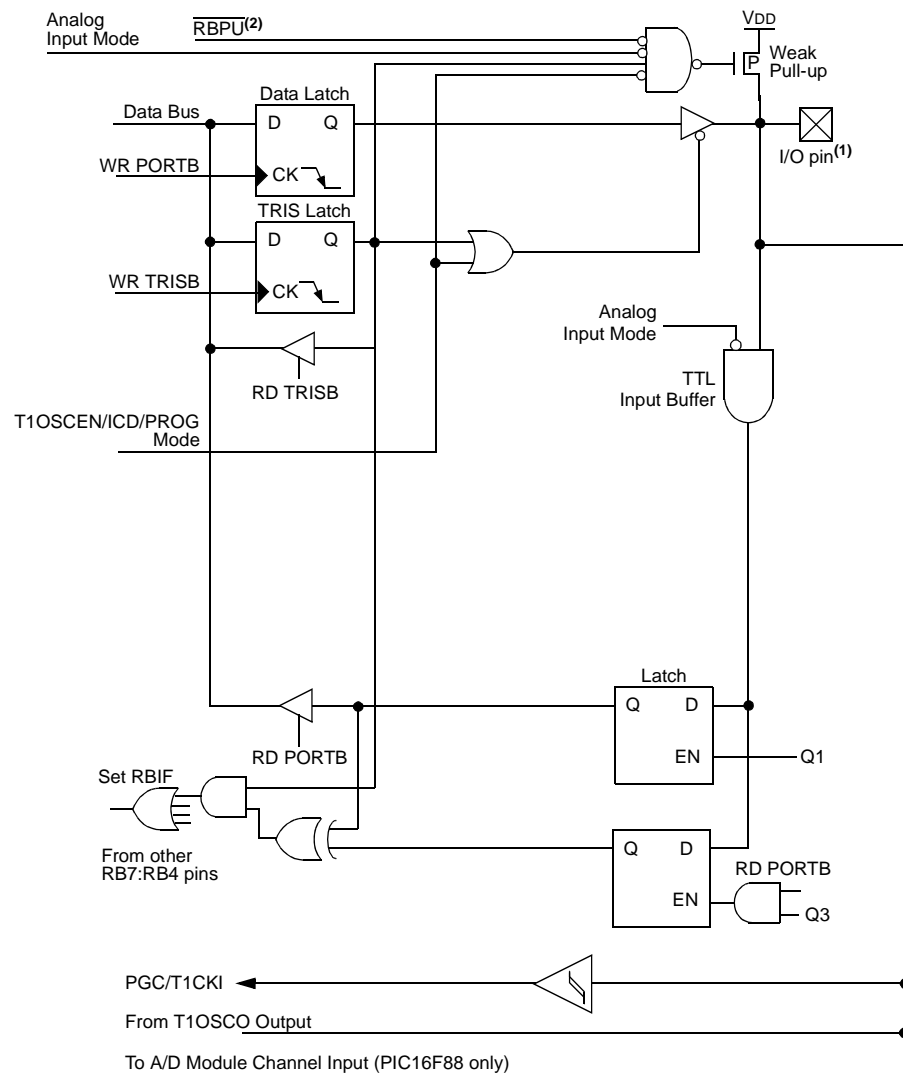 Analog
Input Mode
RBPU(2)
VDD
P
Weak
Pull-up
Data Latch
Data Bus
D
Q
I/O pin(1)
WR PORTB
CK
TRIS Latch
D
Q
WR TRISB
CK
Analog
Input Mode
RD TRISB
TTL
Input Buffer
T1OSCEN/ICD/PROG
Mode
Latch
Q
D
EN
Q1
RD PORTB
Set RBIF
From other
RB7:RB4 pins
Q
D
RD PORTB
EN
Q3
PGC/T1CKI
From T1OSCO Output
To A/D Module Channel Input (PIC16F88 only)